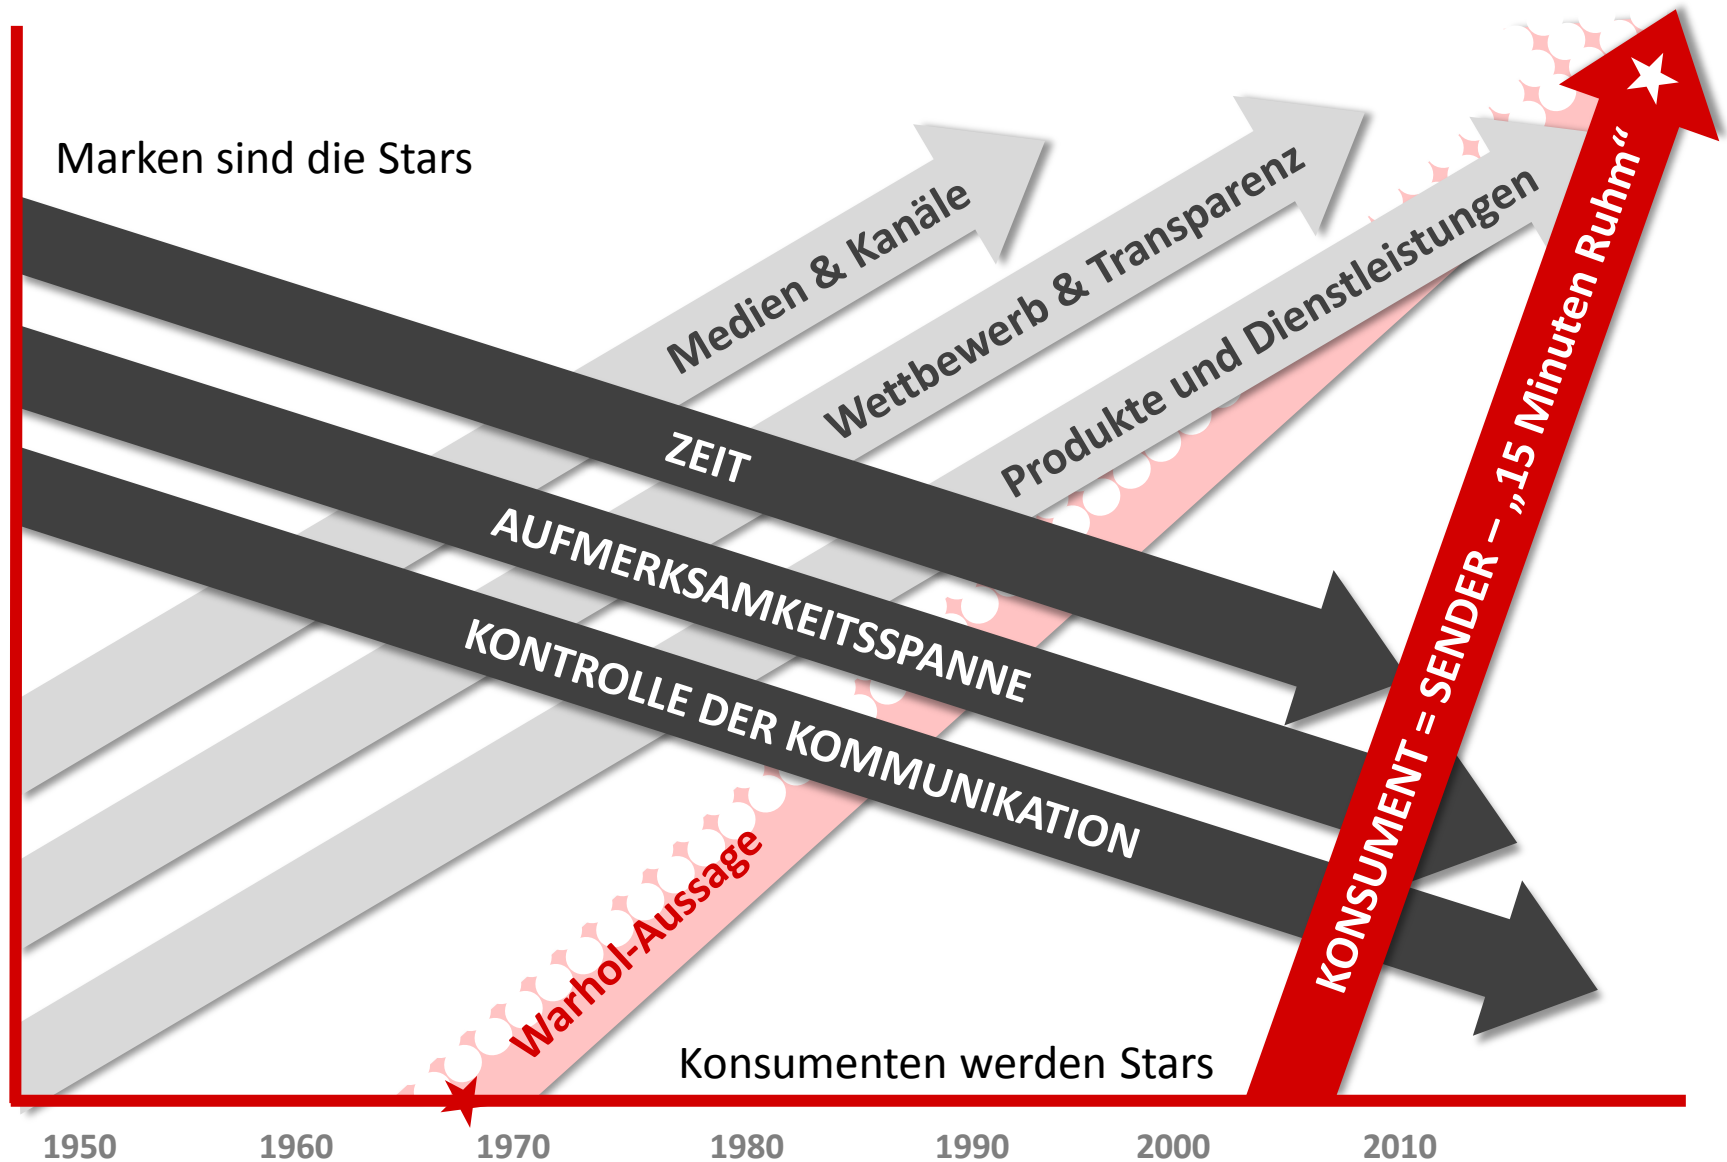 Marken sind die Stars
Medien & Kanäle
Wettbewerb & Transparenz
Produkte und Dienstleistungen
ZEIT
AUFMERKSAMKEITSSPANNE
KONTROLLE DER KOMMUNIKATION
Warhol-Aussage
KONSUMENT = SENDER – „15 Minuten Ruhm“
Konsumenten werden Stars
1950 1960 1970 1980 1990 2000 2010